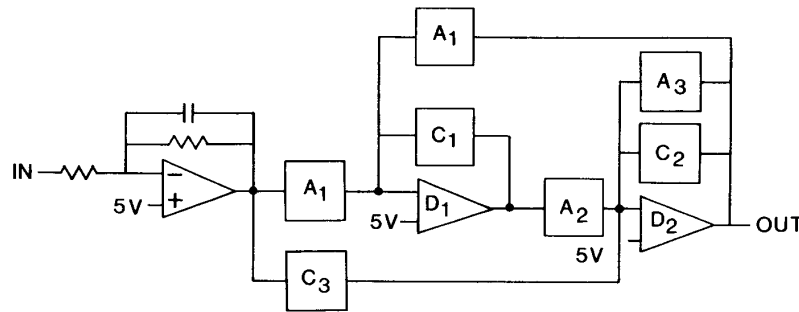 A1
A3
C1
C2
IN
−
+
5V
A1
D1
5V
A2
D2
5V
OUT
C3